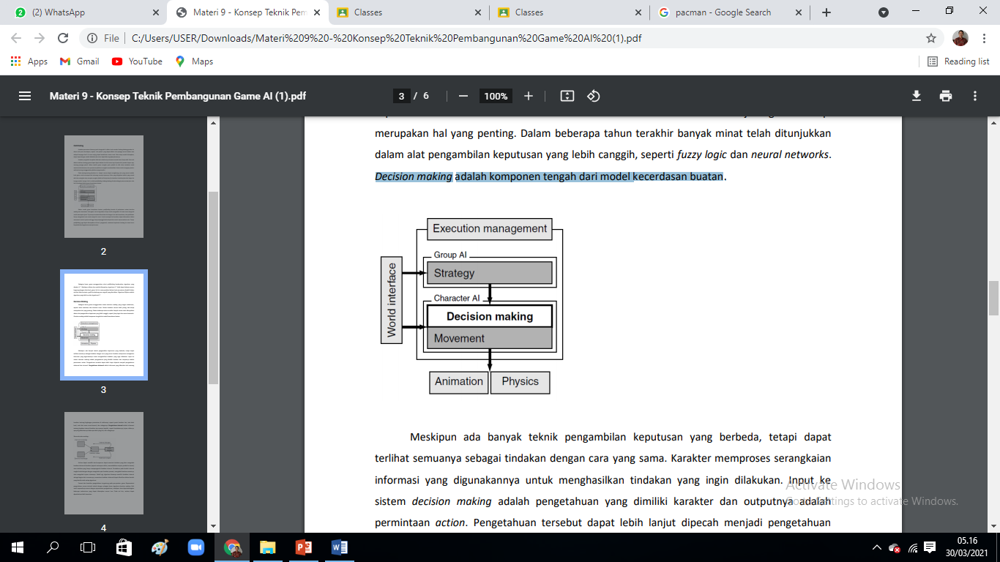 (2) WhatsApp
Materi 9 - Konsep Teknik Pem
Classes
Classes
pacman - Google Search
File
C:/Users/USER/Downloads/Materi%209%20-%20Konsep%20Teknik%20Pembangunan%20Game%20AI%20(1).pdf
Apps
Gmail
YouTube
Maps
Reading list
Materi 9 - Konsep Teknik Pembangunan Game AI (1).pdf
3 / 6
100%
2
3
4
merupakan hal yang penting. Dalam beberapa tahun terakhir banyak minat telah ditunjukkan
dalam alat pengambilan keputusan yang lebih canggih, seperti fuzzy logic dan neural networks.
Decision making adalah komponen tengah dari model kecerdasan buatan.
Execution management
Group AI
Strategy
World interface
Character AI
Decision making
Movement
Animation
Physics
Meskipun ada banyak teknik pengambilan keputusan yang berbeda, tetapi dapat
terlihat semuanya sebagai tindakan dengan cara yang sama. Karakter memproses serangkaian
informasi yang digunakannya untuk menghasilkan tindakan yang ingin dilakukan. Input ke
sistem decision making adalah pengetahuan yang dimiliki karakter dan outputnya adalah
permintaan action. Pengetahuan tersebut dapat lebih lanjut dipecah menjadi pengetahuan
Activate Windows
Go to Settings to activate Windows.
05.16
30/03/2021